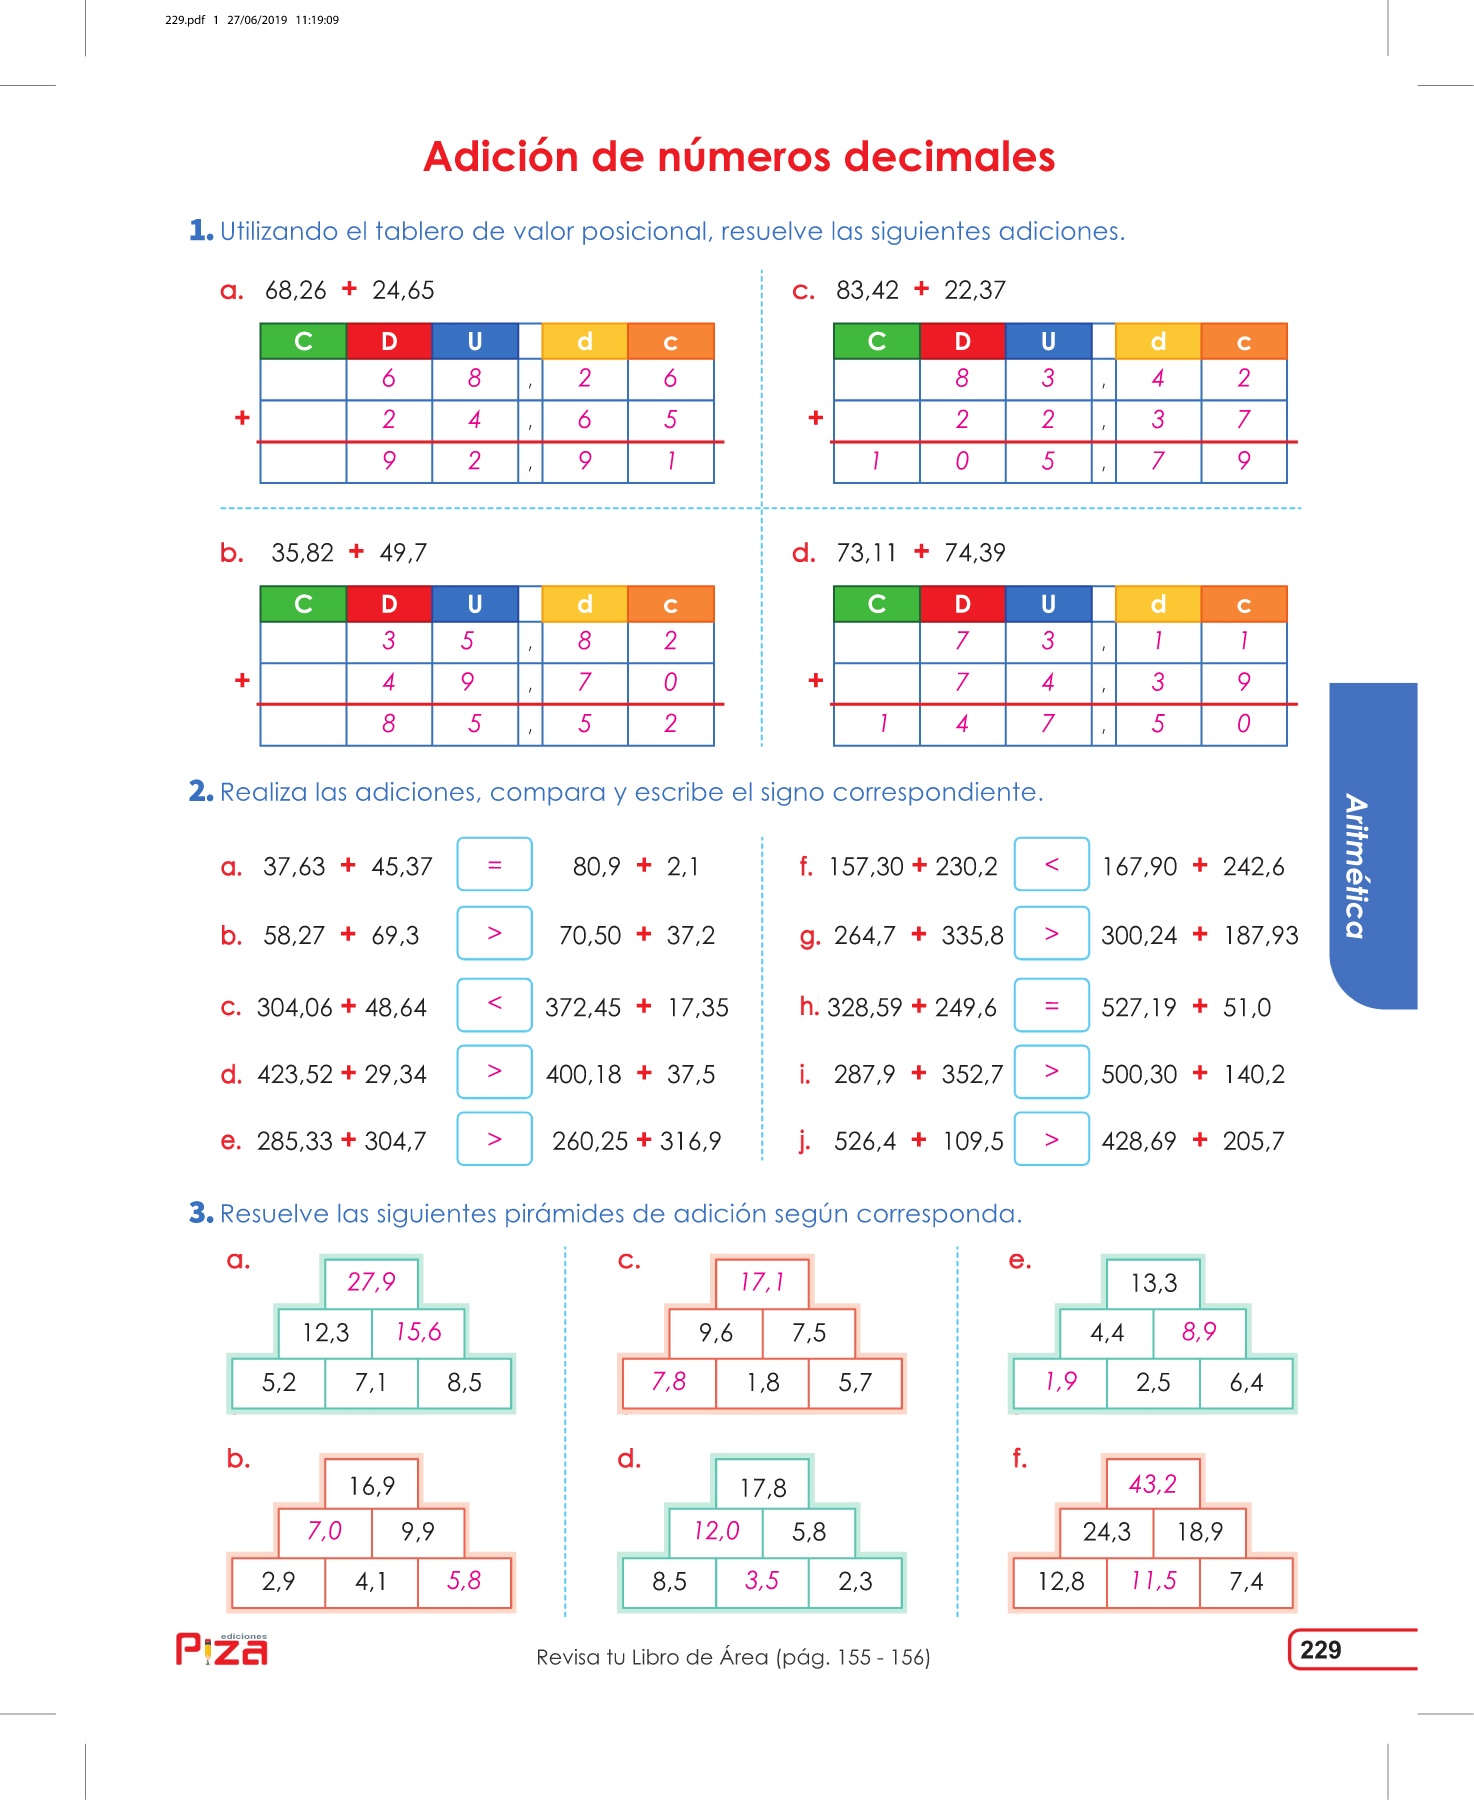 229.pdf 1 27/06/2019 11:19:09
Adición de números decimales
1. Utilizando el tablero de valor posicional, resuelve las siguientes adiciones.
a. 68,26 + 24,65
C D U d c
6 8 , 2 6
+ 2 4 , 6 5
9 2 , 9 1
c. 83,42 + 22,37
C D U d c
8 3 , 4 2
+ 2 2 , 3 7
1 0 5 , 7 9
b. 35,82 + 49,7
C D U d c
3 5 , 8 2
+ 4 9 , 7 0
8 5 , 5 2
d. 73,11 + 74,39
C D U d c
7 3 , 1 1
+ 7 4 , 3 9
1 4 7 , 5 0
2. Realiza las adiciones, compara y escribe el signo correspondiente.
a. 37,63 + 45,37 = 80,9 + 2,1
b. 58,27 + 69,3 > 70,50 + 37,2
c. 304,06 + 48,64 < 372,45 + 17,35
d. 423,52 + 29,34 > 400,18 + 37,5
e. 285,33 + 304,7 > 260,25 + 316,9
f. 157,30 + 230,2 < 167,90 + 242,6
g. 264,7 + 335,8 > 300,24 + 187,93
h. 328,59 + 249,6 = 527,19 + 51,0
i. 287,9 + 352,7 > 500,30 + 140,2
j. 526,4 + 109,5 > 428,69 + 205,7
Aritmética
3. Resuelve las siguientes pirámides de adición según corresponda.
a.
27,9
12,3 15,6
5,2 7,1 8,5
b.
16,9
7,0 9,9
2,9 4,1 5,8
c.
17,1
9,6 7,5
7,8 1,8 5,7
d.
17,8
12,0 5,8
8,5 3,5 2,3
e.
13,3
4,4 8,9
1,9 2,5 6,4
f.
43,2
24,3 18,9
12,8 11,5 7,4
ediciones
Piza
Revisa tu Libro de Área (pág. 155 - 156)
229